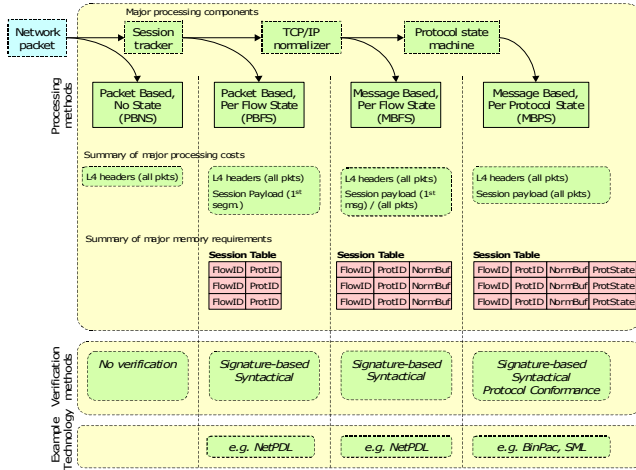 Major processing components
Network packet
Session tracker
TCP/IP normalizer
Protocol state machine
Processing methods
Packet Based, No State (PBNS)
Packet Based, Per Flow State (PBFS)
Message Based, Per Flow State (MBFS)
Message Based, Per Protocol State (MBPS)
Summary of major processing costs
L4 headers (all pkts)
L4 headers (all pkts)
Session Payload (1st segm.)
L4 headers (all pkts)
Session payload (1st msg) / (all pkts)
L4 headers (all pkts)
Session payload (all pkts)
Summary of major memory requirements
Session Table
FlowID ProtID
FlowID ProtID
FlowID ProtID
Session Table
FlowID ProtID NormBuf
FlowID ProtID NormBuf
FlowID ProtID NormBuf
Session Table
FlowID ProtID NormBuf ProtState
FlowID ProtID NormBuf ProtState
FlowID ProtID NormBuf ProtState
Verification methods
No verification
Signature-based
Syntactical
Signature-based
Syntactical
Signature-based
Syntactical
Protocol Conformance
Example Technology
e.g. NetPDL
e.g. NetPDL
e.g. BinPac, SML